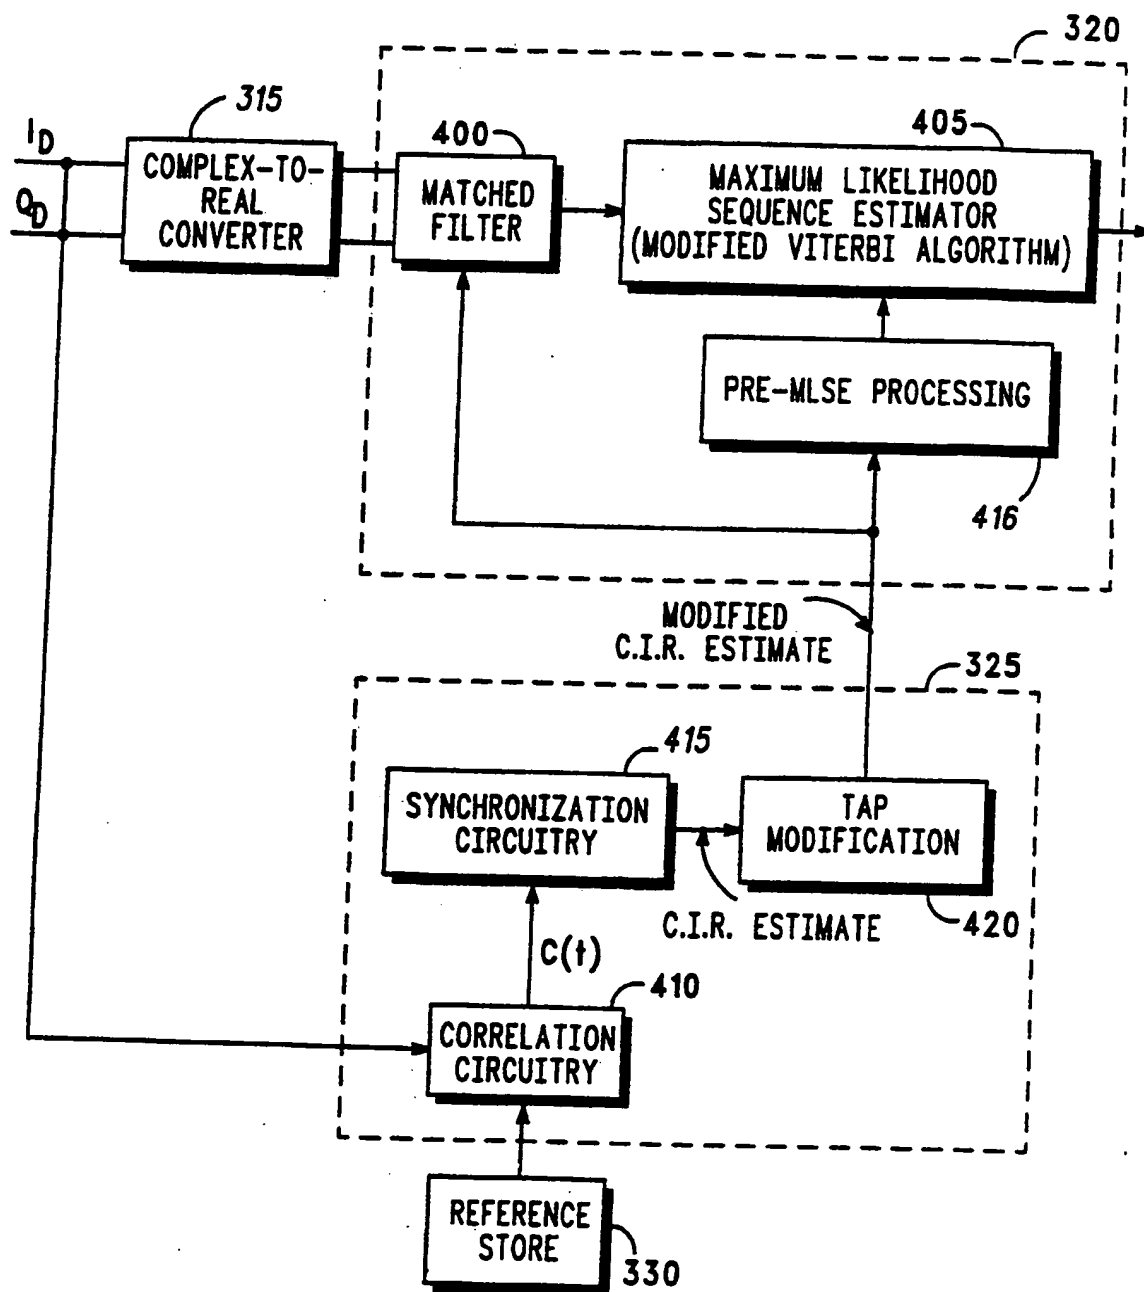 320
315
I_D
COMPLEX-TO-
REAL
CONVERTER
Q_D
400
MATCHED
FILTER
405
MAXIMUM LIKELIHOOD
SEQUENCE ESTIMATOR
(MODIFIED VITERBI ALGORITHM)
PRE-MLSE PROCESSING
416
MODIFIED
C.I.R. ESTIMATE
325
415
SYNCHRONIZATION
CIRCUITRY
TAP
MODIFICATION
C.I.R. ESTIMATE
420
C(t)
410
CORRELATION
CIRCUITRY
REFERENCE
STORE
330